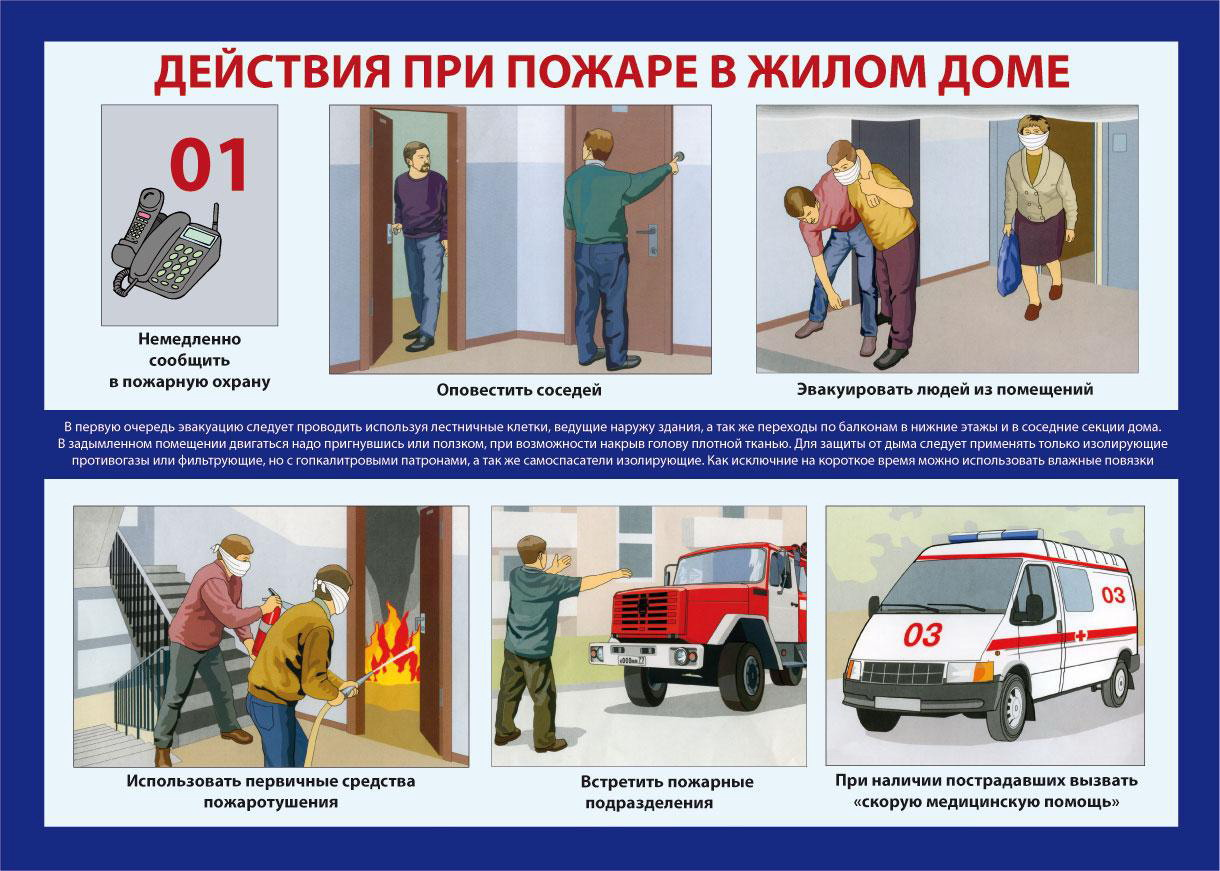 ДЕЙСТВИЯ ПРИ ПОЖАРЕ В ЖИЛОМ ДОМЕ
01
Немедленно
сообщить
в пожарную охрану
Оповестить соседей
Эвакуировать людей из помещений
В первую очередь эвакуацию следует проводить используя лестничные клетки, ведущие наружу здания, а так же переходы по балконам в нижние этажы и в соседние секции дома.
В задымленном помещении двигаться надо пригнувшись или ползком, при возможности накрыв голову плотной тканью. Для защиты от дыма следует применять только изолирующие
противогазы или фильтрующие, но с гопкалитровыми патронами, а так же самоспасатели изолирующие. Как исключние на короткое время можно использовать влажные повязки
Использовать первичные средства
пожаротушения
Встретить пожарные
подразделения
03
03
При наличии пострадавших вызвать
«скорую медицинскую помощь»